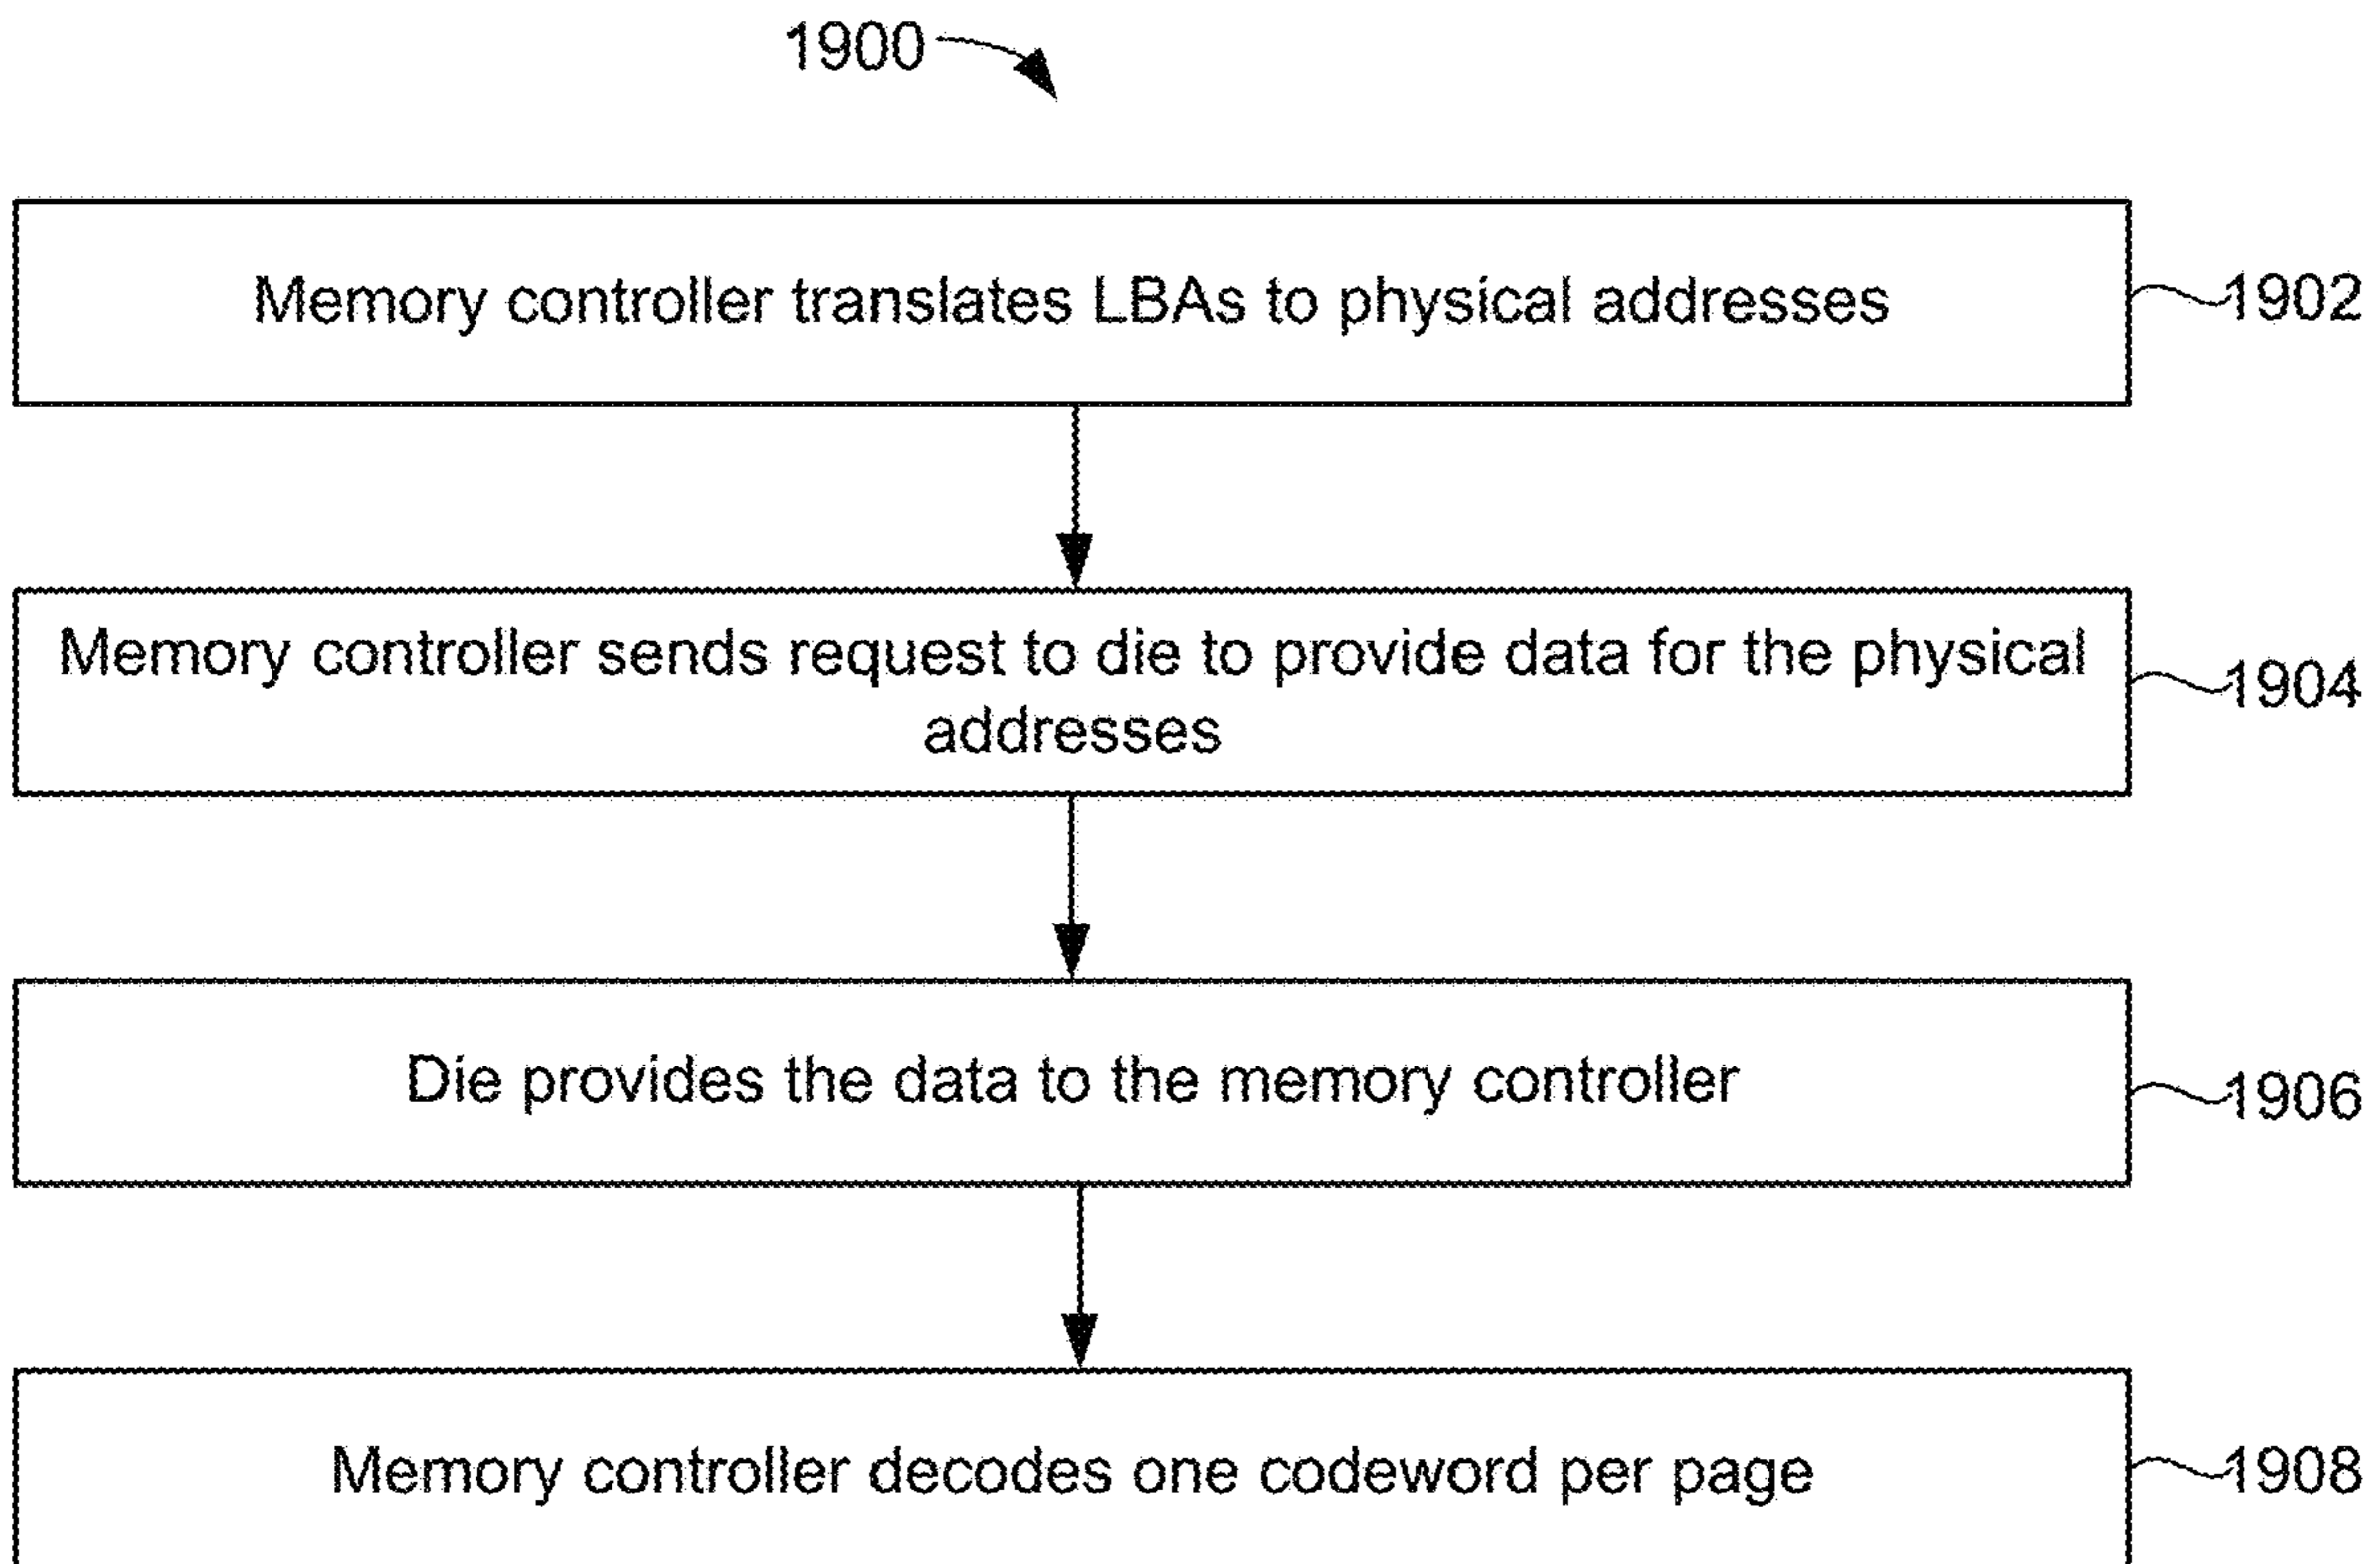 1900
Memory controller translates LBAs to physical addresses
1902
Memory controller sends request to die to provide data for the physical
addresses
1904
Die provides the data to the memory controller
1906
Memory controller decodes one codeword per page
1908